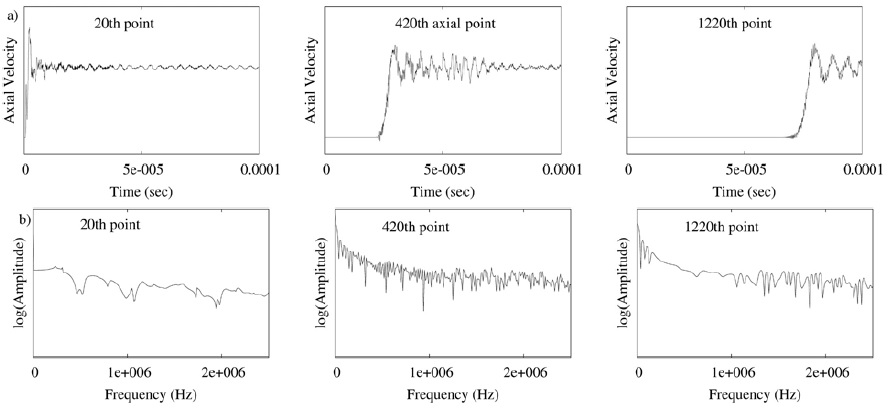 a)
20th point
420th axial point
1220th point
Axial Velocity
Axial Velocity
Axial Velocity
0 5e-005 0.0001
0 5e-005 0.0001
0 5e-005 0.0001
Time (sec)
Time (sec)
Time (sec)
b)
20th point
420th point
1220th point
log(Amplitude)
log(Amplitude)
log(Amplitude)
0 1e+006 2e+006
0 1e+006 2e+006
0 1e+006 2e+006
Frequency (Hz)
Frequency (Hz)
Frequency (Hz)